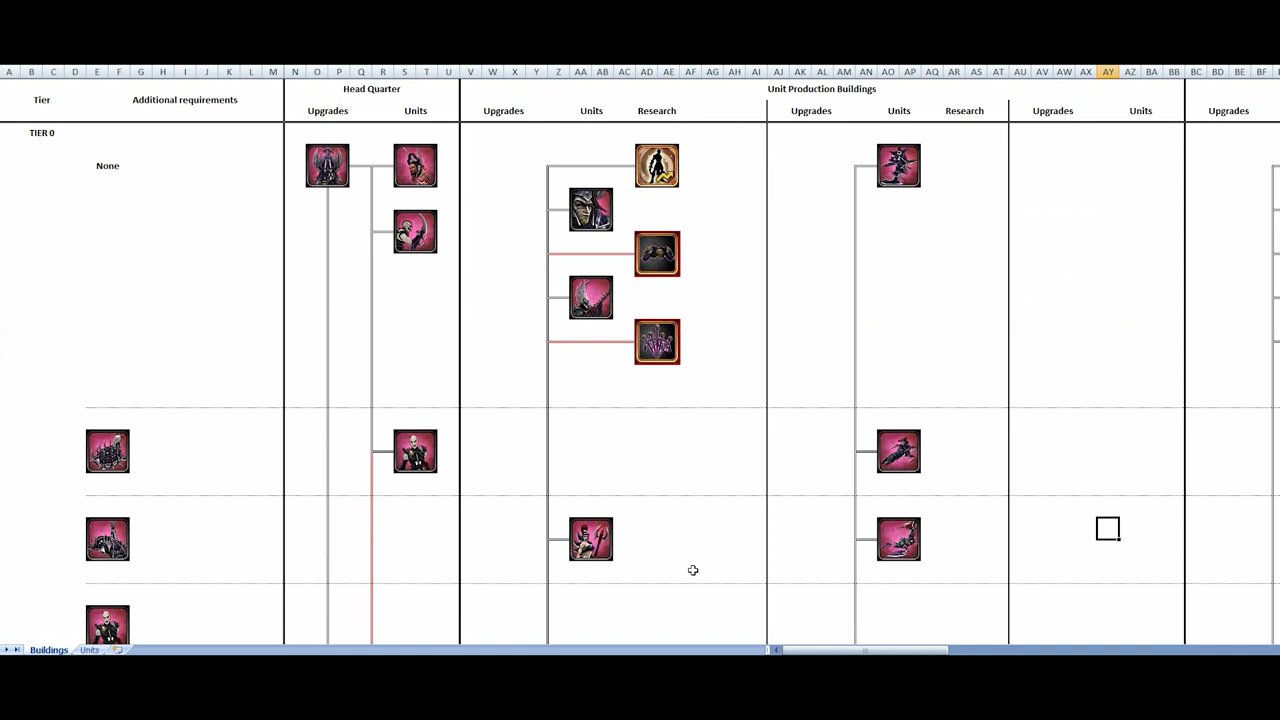 A B C D E F G H I J K L M N O P Q R S T U V W X Y Z AA AB AC AD AE AF AG AH AI AJ AK AL AM AN AO AP AQ AR AS AT AU AV AW AX AY AZ BA BB BC BD BE BF
Head Quarter Unit Production Buildings
Tier Additional requirements
Upgrades Units Upgrades Units Research Upgrades Units Research Upgrades Units Upgrades
TIER 0
None
Buildings Units